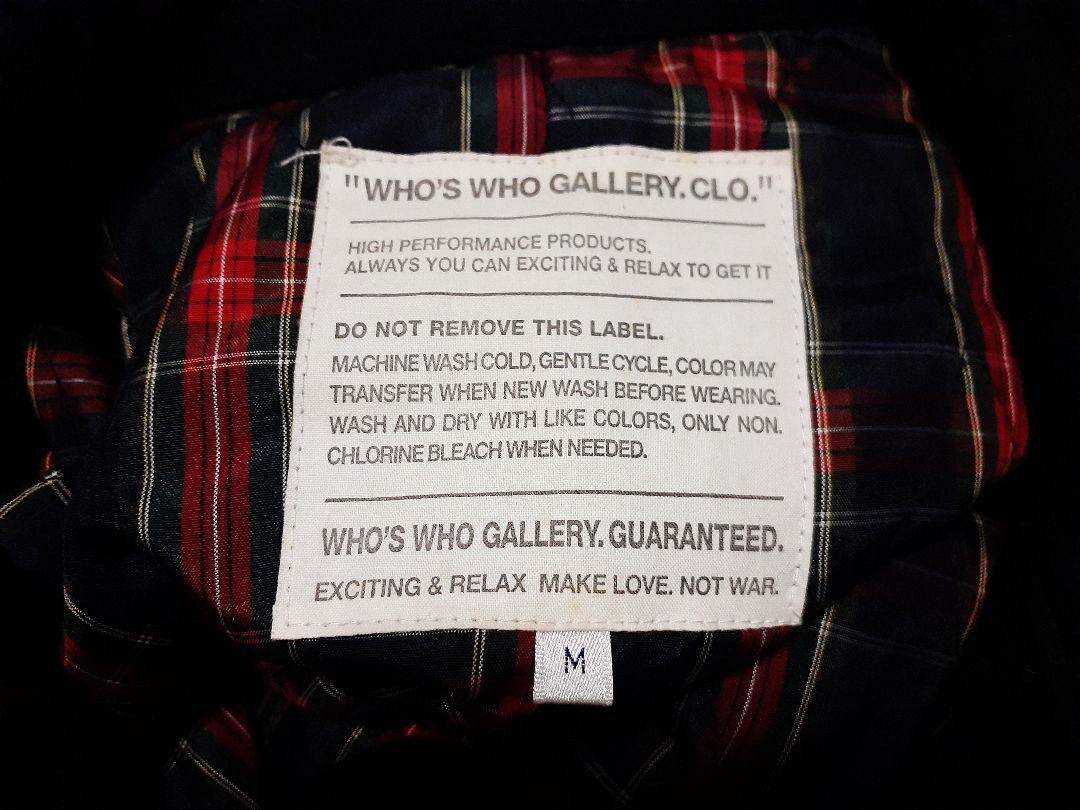 "WHO'S WHO GALLERY.CLO."
HIGH PERFORMANCE PRODUCTS.
ALWAYS YOU CAN EXCITING & RELAX TO GET IT
DO NOT REMOVE THIS LABEL.
MACHINE WASH COLD, GENTLE CYCLE, COLOR MAY
TRANSFER WHEN NEW WASH BEFORE WEARING.
WASH AND DRY WITH LIKE COLORS, ONLY NON.
CHLORINE BLEACH WHEN NEEDED.
WHO'S WHO GALLERY. GUARANTEED.
EXCITING & RELAX MAKE LOVE. NOT WAR.
M